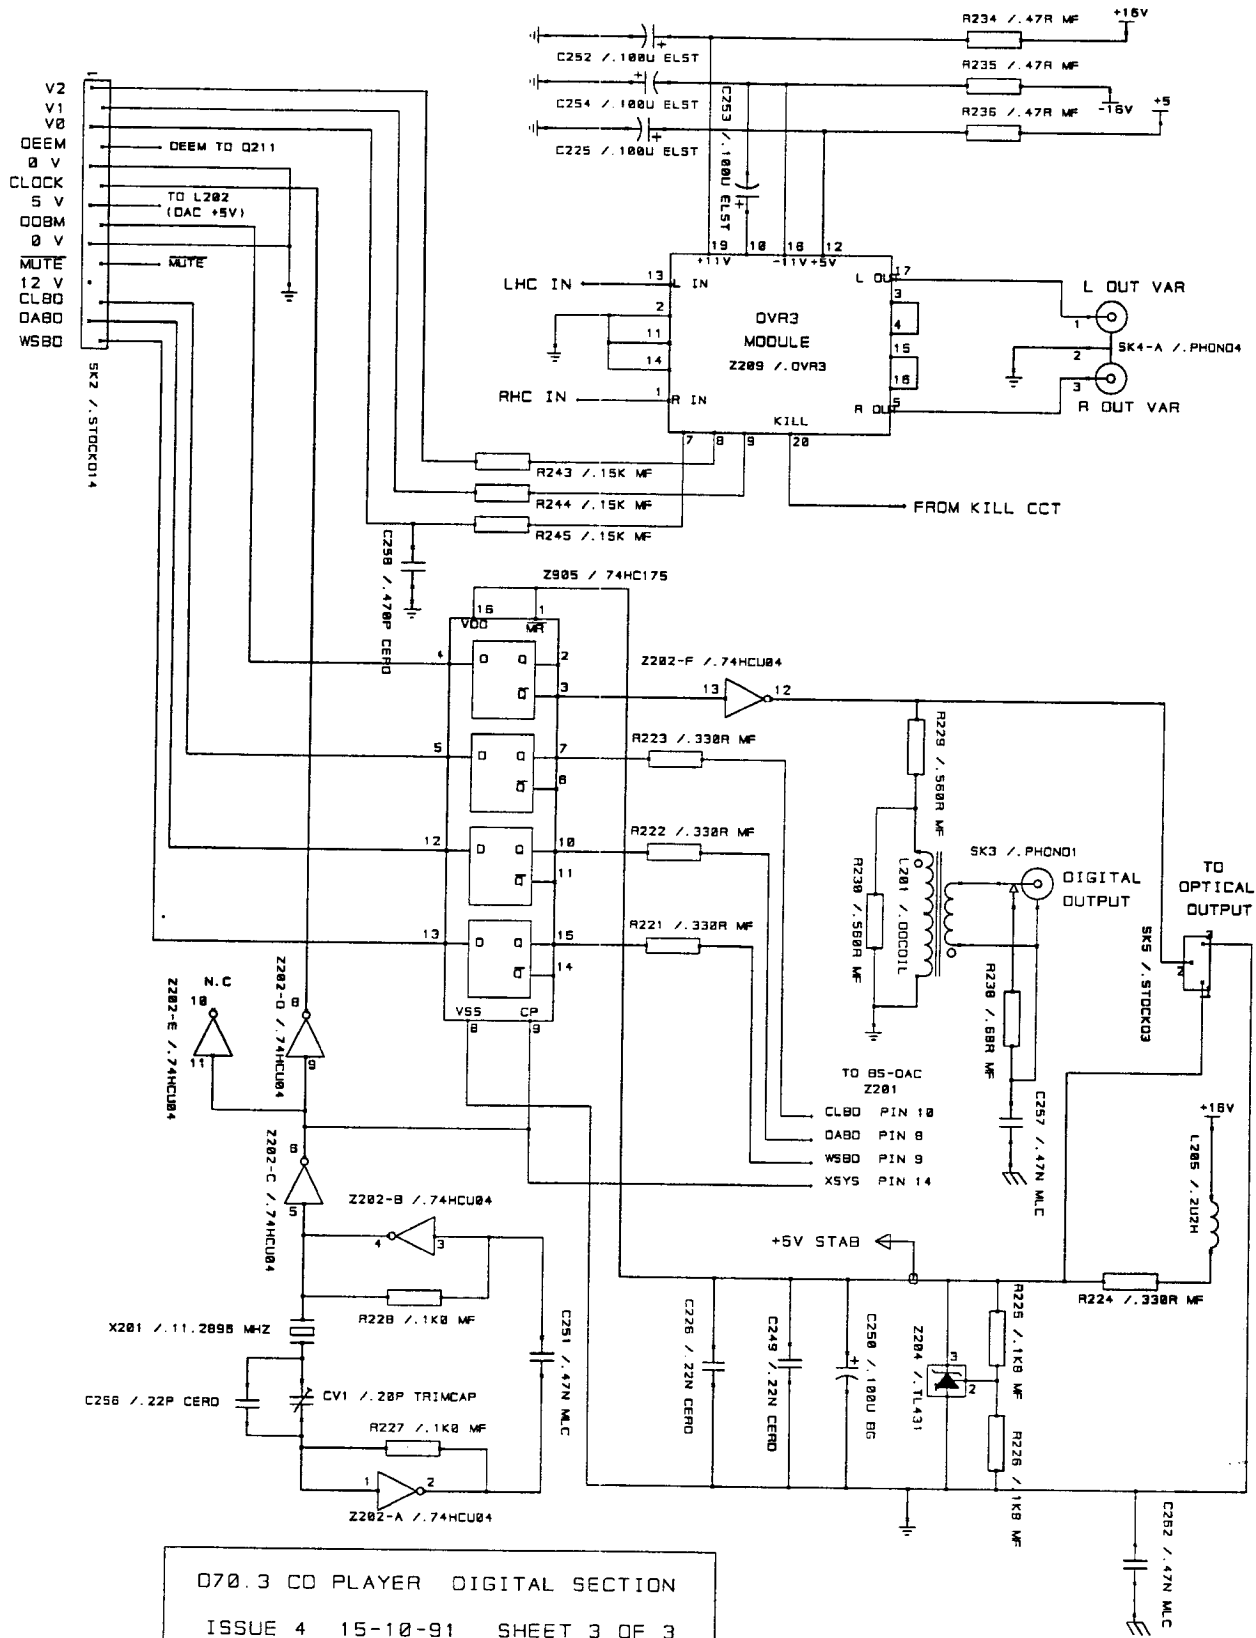 R234 /.47R MF
+16V
C252 /.100U ELST
R235 /.47R MF
-16V
C254 /.100U ELST
R236 /.47R MF
+5
C225 /.100U ELST
C253 /.100U ELST
1
V2
V1
V0
DEEM
0 V
CLOCK
5 V
DOBM
0 V
MUTE
12 V
CLBD
DABD
WSBD
DEEM TO Q211
TO L202
(DAC +5V)
MUTE
SK2 /.STOCKO14
19 10 18 12
+11V -11V +5V
LHC IN
13 L IN
2
11
14
RHC IN
1 R IN
DVR3
MODULE
Z209 /.DVR3
KILL
L OUT 17
3
4
15
16
R OUT 5
7 8 9 20
L OUT VAR
1
2
3
SK4-A /.PHONO4
R OUT VAR
R243 /.15K MF
R244 /.15K MF
R245 /.15K MF
FROM KILL CCT
C258 /.470P CERD
Z905 / 74HC175
16 1
VDD MR
4 D Q 2
Q 3
5 D Q 7
Q 6
12 D Q 10
Q 11
13 D Q 15
Q 14
VSS CP
8 9
Z202-F /.74HCU04
13 12
R223 /.330R MF
R222 /.330R MF
R221 /.330R MF
R229 /.560R MF
R230 /.560R MF
L201 /.DOCOIL
SK3 /.PHONO1
DIGITAL
OUTPUT
R238 /.68R MF
C257 /.47N MLC
TO
OPTICAL
OUTPUT
SK5 /.STOCKO3
3
2
1
N.C
10
11
Z202-E /.74HCU04
Z202-D /.74HCU04
8
9
Z202-C /.74HCU04
6
5
TO BS-DAC
Z201
CLBD PIN 10
DABD PIN 8
WSBD PIN 9
XSYS PIN 14
+16V
L205 /.2U2H
Z202-B /.74HCU04
4 3
R228 /.1K0 MF
+5V STAB
R224 /.330R MF
X201 /.11.2896 MHZ
C256 /.22P CERD
CV1 /.20P TRIMCAP
R227 /.1K0 MF
C251 /.47N MLC
1 2
Z202-A /.74HCU04
C226 /.22N CERD
C249 /.22N CERD
C250 /.100U BG
Z204 /.TL431
3
2
R225 /.1K8 MF
R226 /.1K8 MF
C262 /.47N MLC
D70.3 CD PLAYER DIGITAL SECTION
ISSUE 4 15-10-91 SHEET 3 OF 3